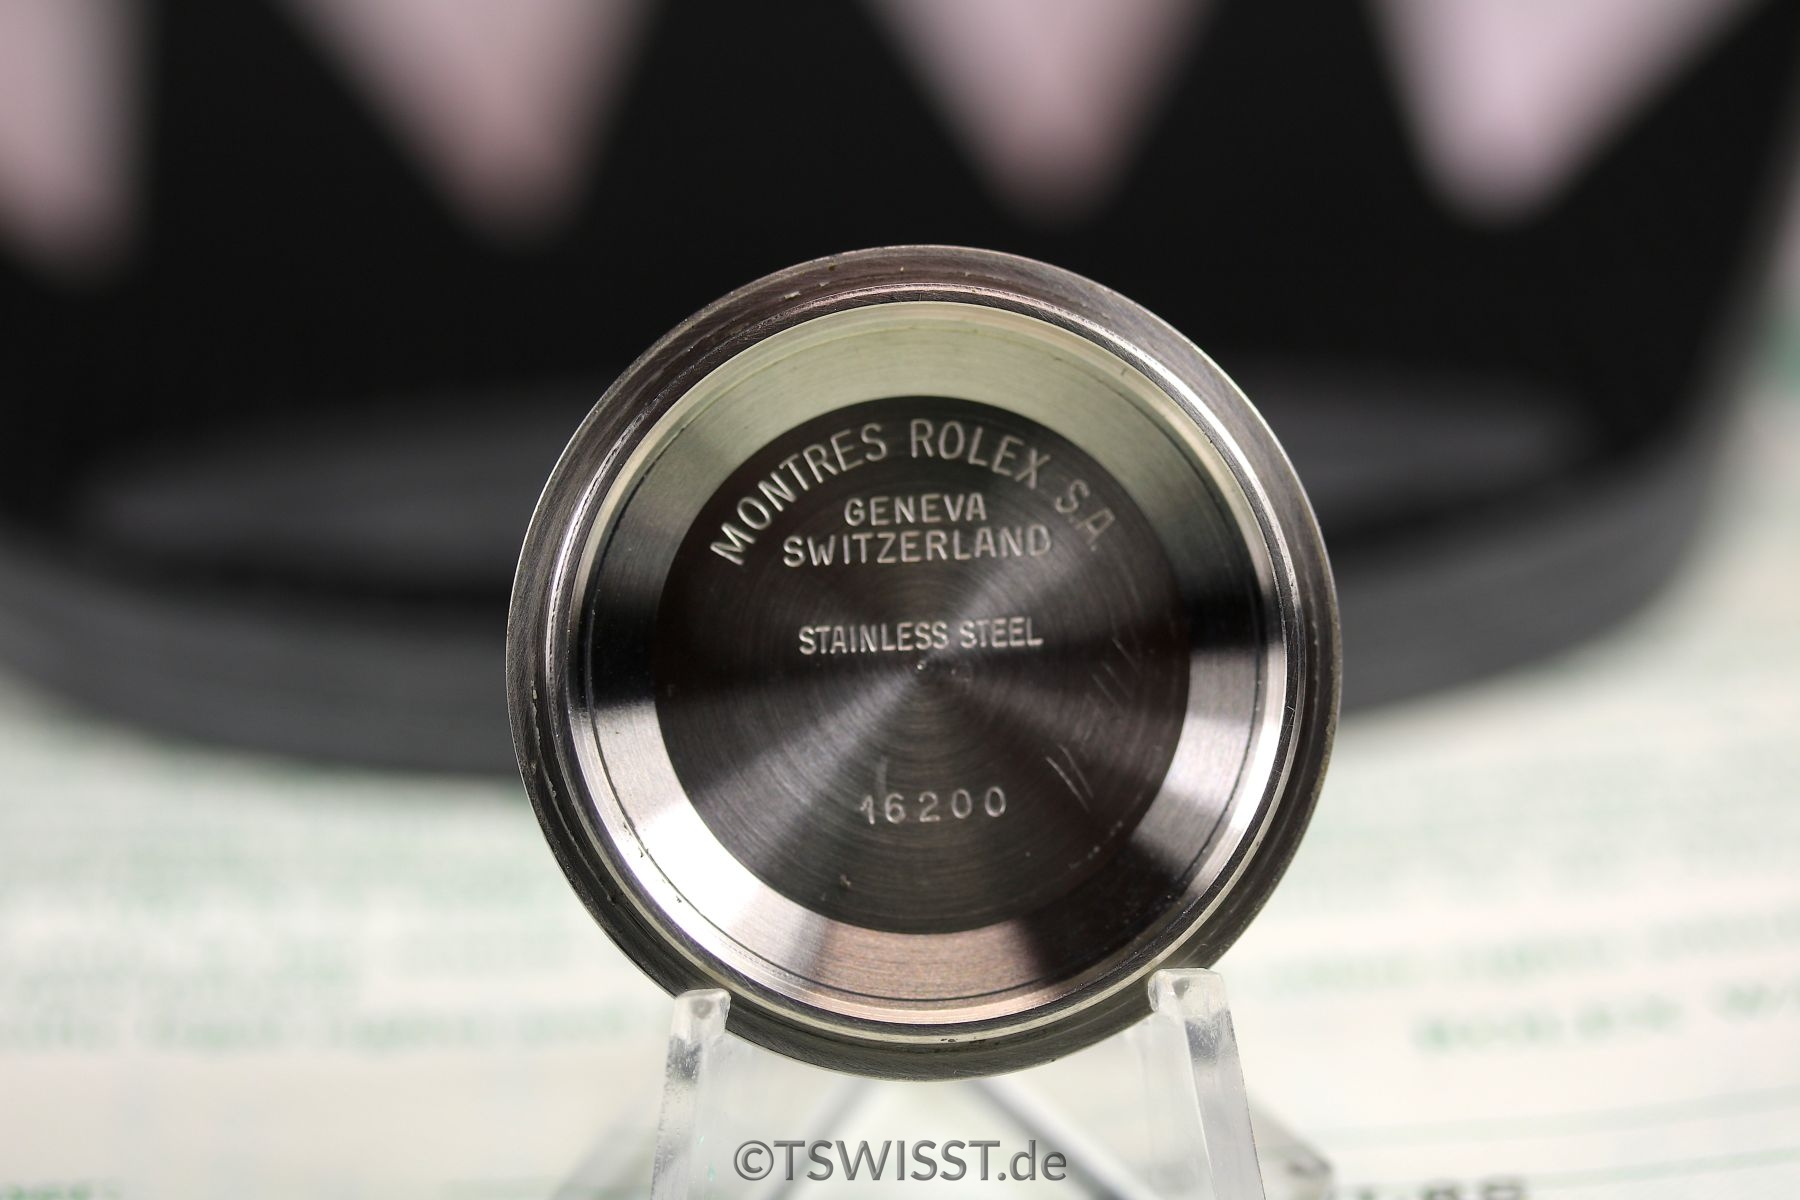 MONTRES ROLEX S.A.
GENEVA
SWITZERLAND
STAINLESS STEEL
16200
©TSWISST.de